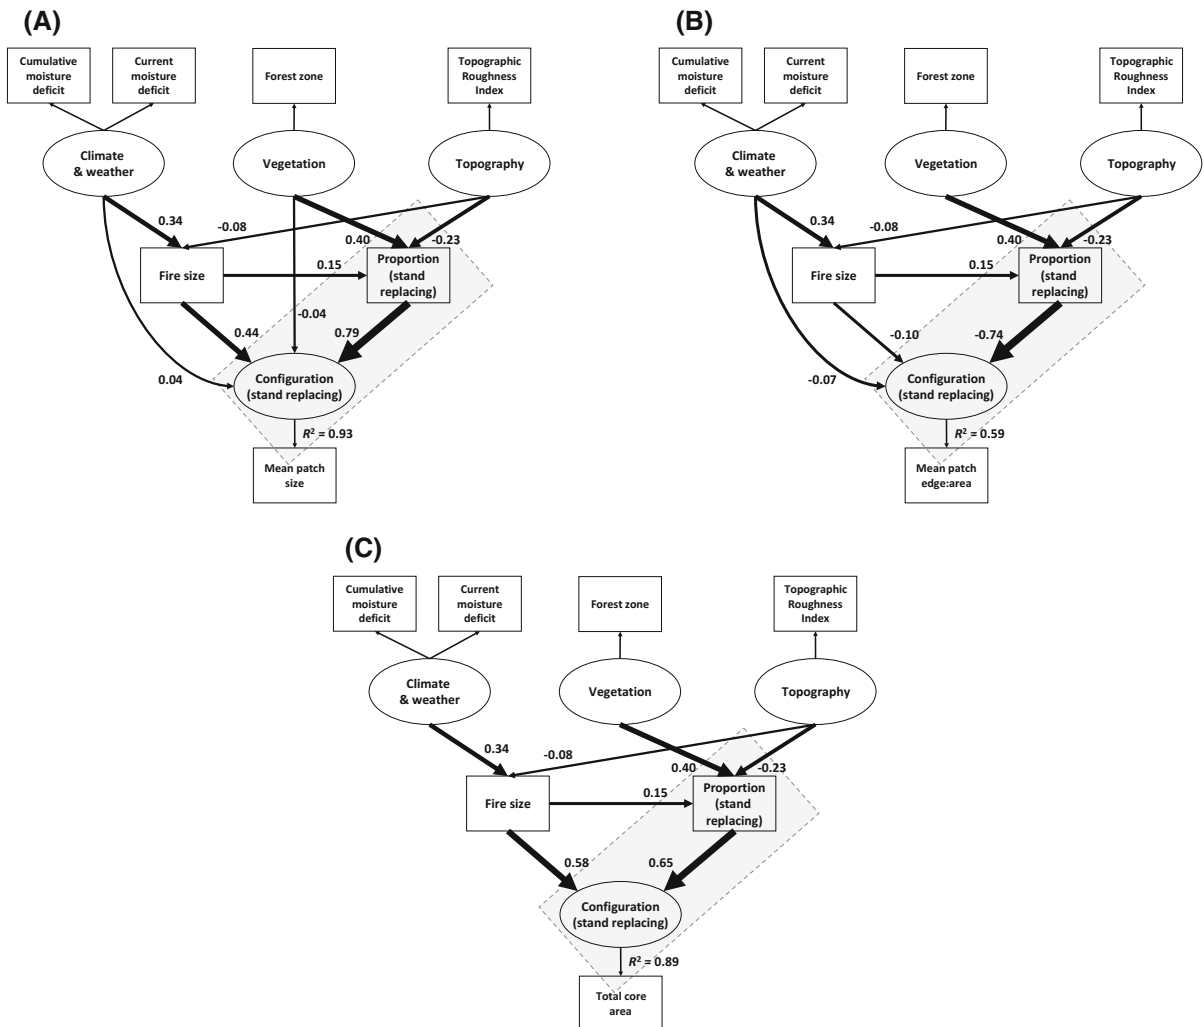 (A)
Cumulative
moisture
deficit
Current
moisture
deficit
Forest zone
Topographic
Roughness
Index
Climate
& weather
Vegetation
Topography
0.34
-0.08
0.40
-0.23
Fire size
0.15
Proportion
(stand
replacing)
-0.04
0.44
0.79
0.04
Configuration
(stand replacing)
R² = 0.93
Mean patch
size
(B)
Cumulative
moisture
deficit
Current
moisture
deficit
Forest zone
Topographic
Roughness
Index
Climate
& weather
Vegetation
Topography
0.34
-0.08
0.40
-0.23
Fire size
0.15
Proportion
(stand
replacing)
-0.10
-0.74
-0.07
Configuration
(stand replacing)
R² = 0.59
Mean patch
edge:area
(C)
Cumulative
moisture
deficit
Current
moisture
deficit
Forest zone
Topographic
Roughness
Index
Climate
& weather
Vegetation
Topography
0.34
-0.08
0.40
-0.23
Fire size
0.15
Proportion
(stand
replacing)
0.58
0.65
Configuration
(stand replacing)
R² = 0.89
Total core
area